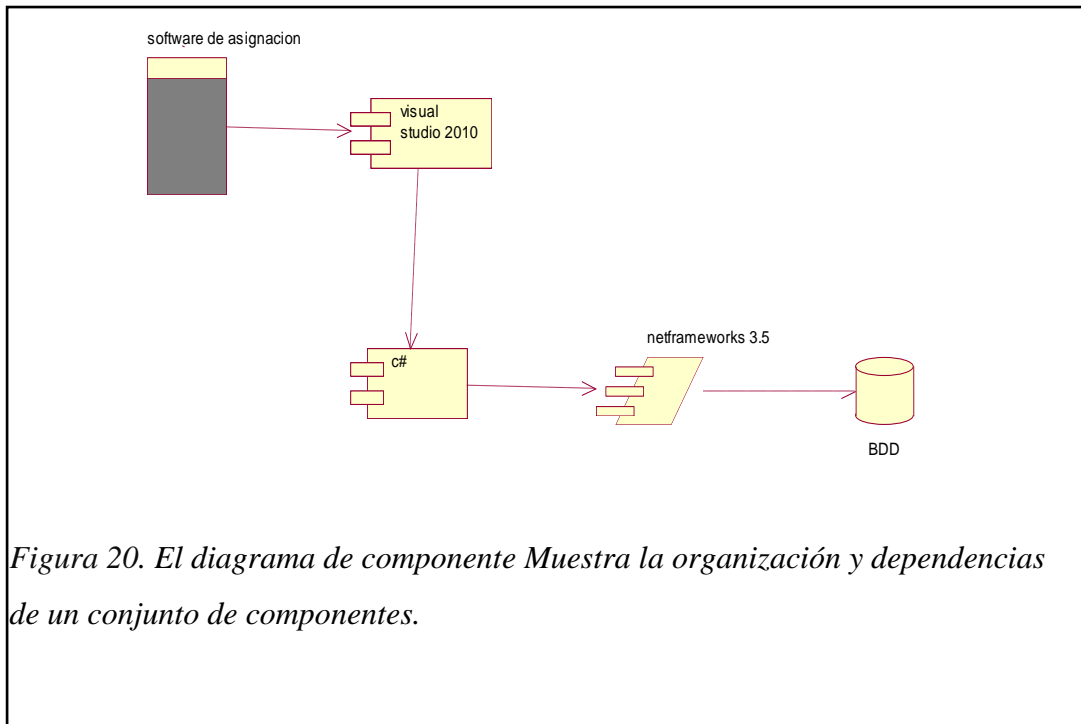 software de asignacion
visual
studio 2010
c#
netframeworks 3.5
BDD
Figura 20. El diagrama de componente Muestra la organización y dependencias
de un conjunto de componentes.